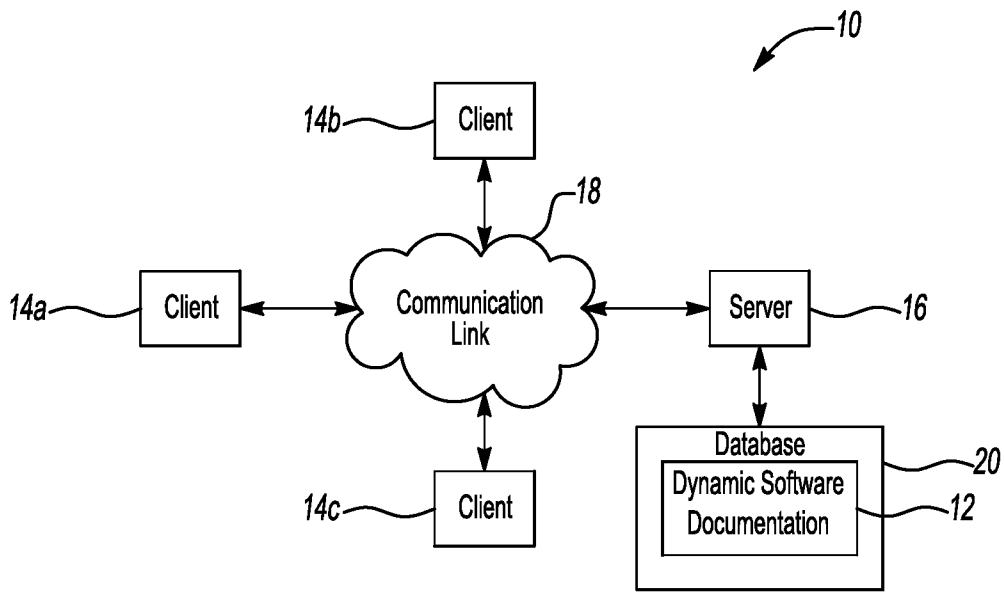 10
14b
Client
18
14a
Client
Communication
Link
Server
16
Database
20
Dynamic Software
Documentation
12
14c
Client